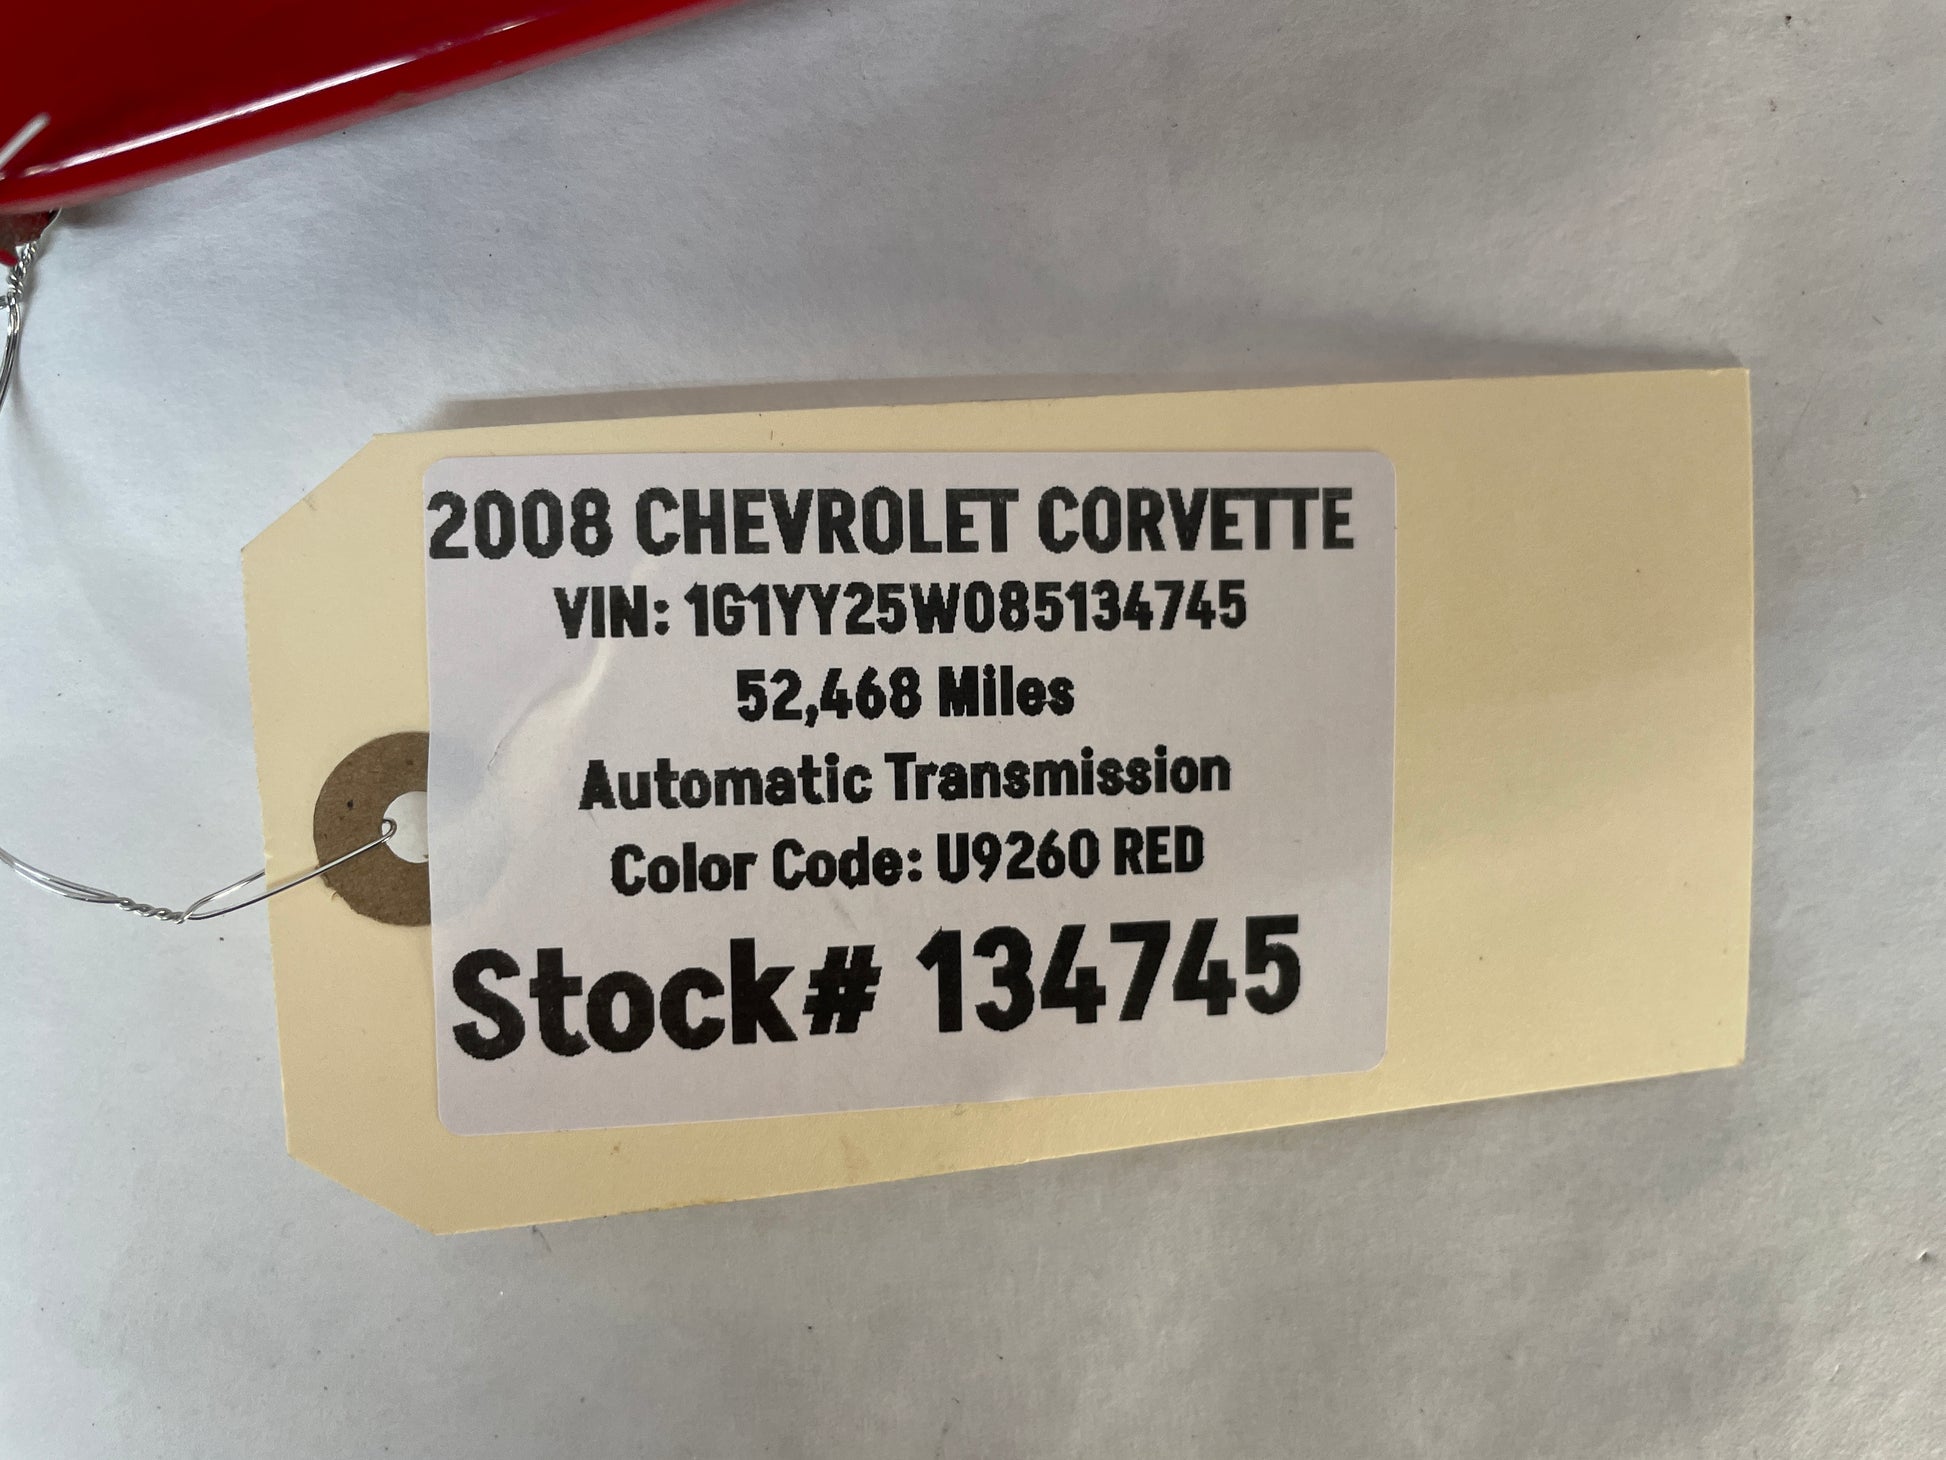 2008 CHEVROLET CORVETTE
VIN: 1G1YY25W085134745
52,468 Miles
Automatic Transmission
Color Code: U9260 RED
Stock# 134745